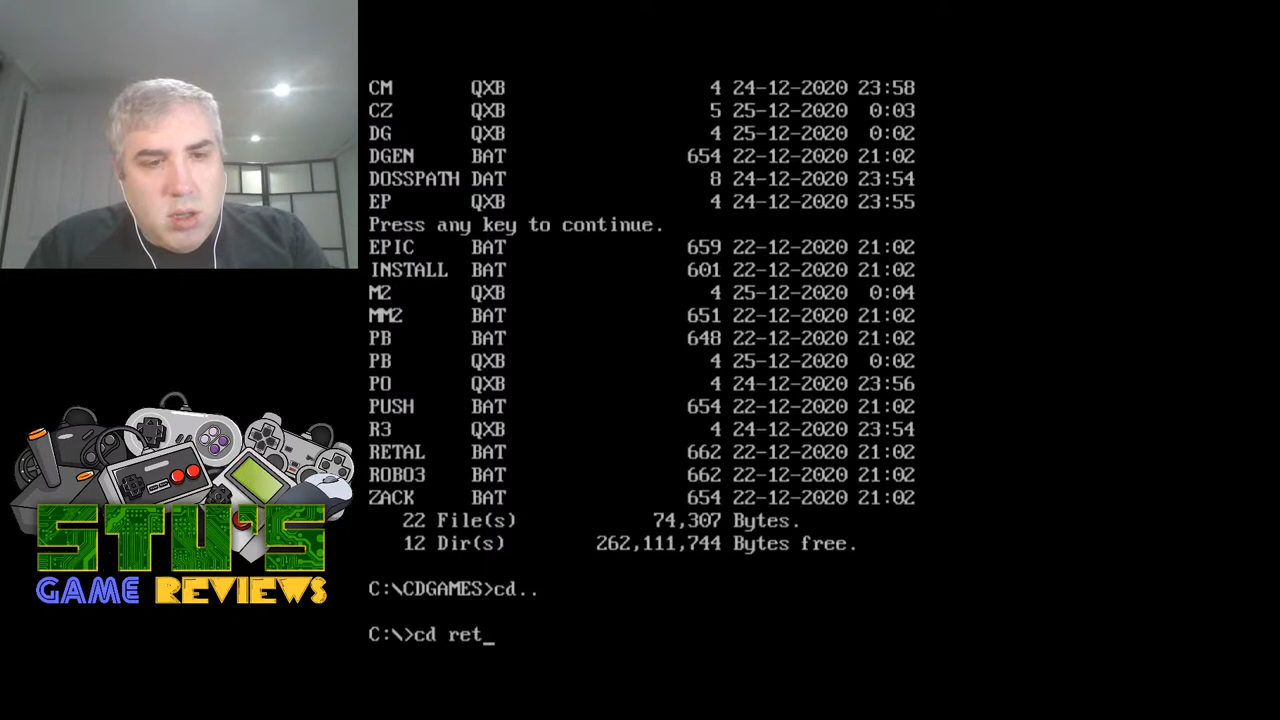 CM QXB 4 24-12-2020 23:58
CZ QXB 5 25-12-2020 0:03
DG QXB 4 25-12-2020 0:02
DGEN BAT 654 22-12-2020 21:02
DOSSPATH DAT 8 24-12-2020 23:54
EP QXB 4 24-12-2020 23:55
Press any key to continue.
EPIC BAT 659 22-12-2020 21:02
INSTALL BAT 601 22-12-2020 21:02
M2 QXB 4 25-12-2020 0:04
MM2 BAT 651 22-12-2020 21:02
PB BAT 648 22-12-2020 21:02
PB QXB 4 25-12-2020 0:02
PO QXB 4 24-12-2020 23:56
PUSH BAT 654 22-12-2020 21:02
R3 QXB 4 24-12-2020 23:54
RETAL BAT 662 22-12-2020 21:02
ROBO3 BAT 662 22-12-2020 21:02
ZACK BAT 654 22-12-2020 21:02
22 File(s) 74,307 Bytes.
12 Dir(s) 262,111,744 Bytes free.
C:\CDGAMES>cd..
C:\>cd ret_
STU'S
GAME REVIEWS